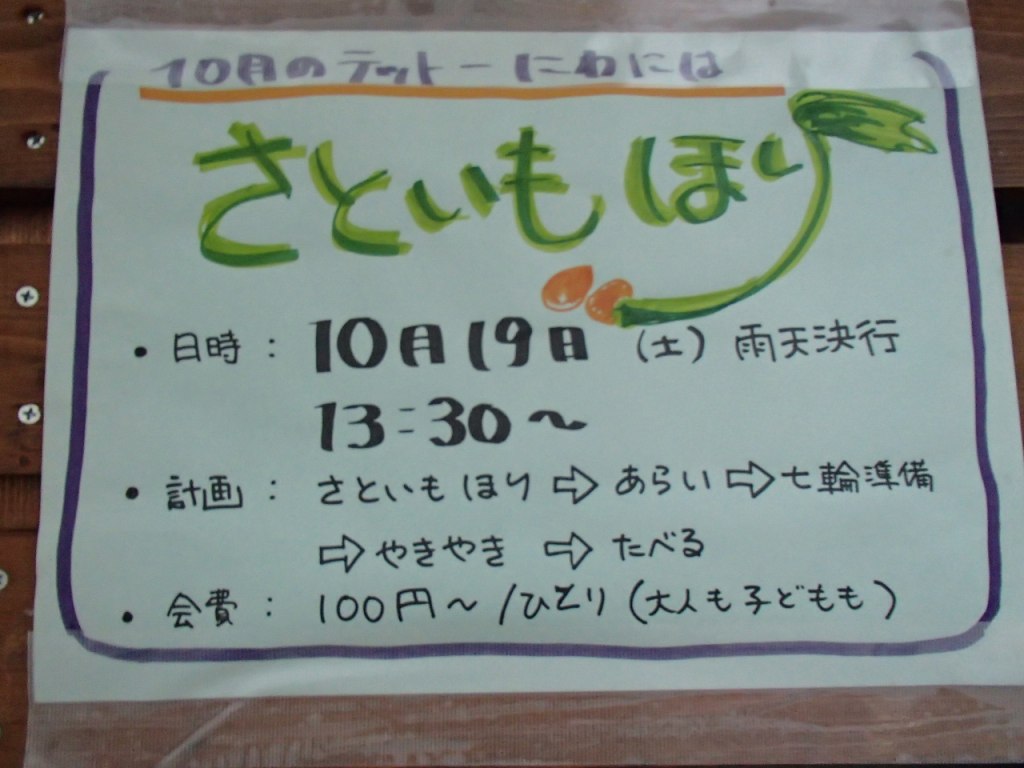 10月のテットーにわには
さといもほり
・日時：10月19日（土）雨天決行
13:30～
・計画：さといもほり⇨あらい⇨七輪準備
⇨やきやき ⇨たべる
・会費：100円～/ひとり（大人も子どもも）